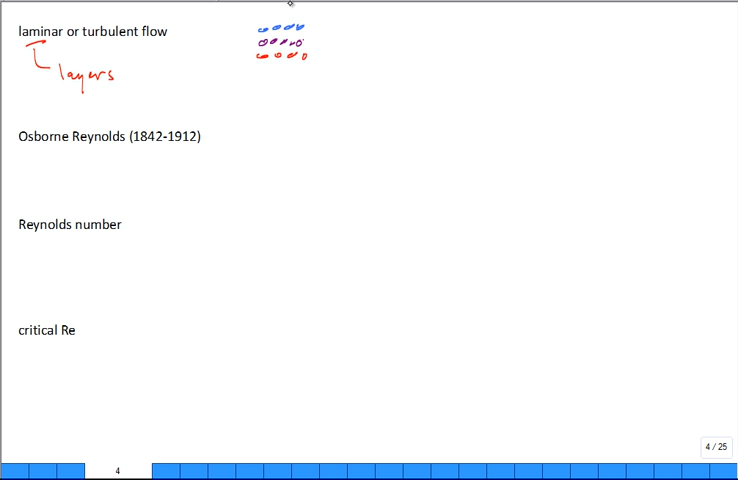 laminar or turbulent flow
layers
Osborne Reynolds (1842-1912)
Reynolds number
critical Re
4 / 25
4